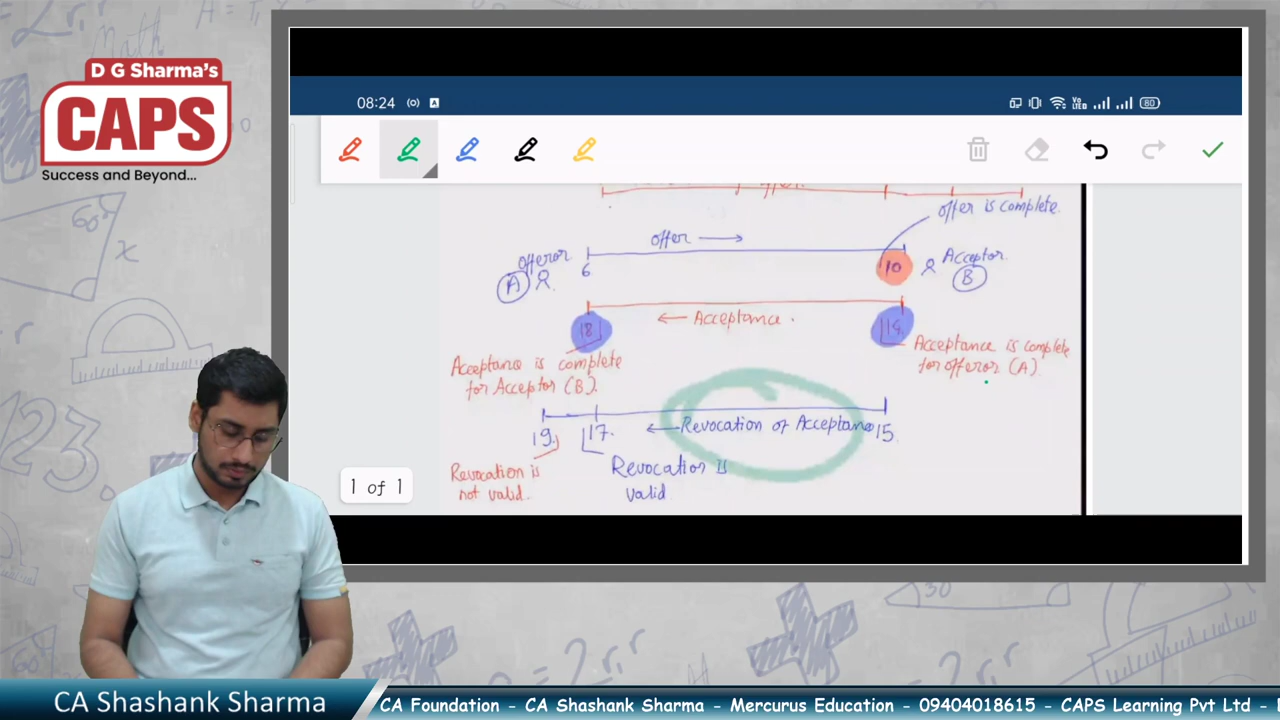 D G Sharma's
CAPS
Success and Beyond...
08:24
80
offer is complete.
offer
offeror
Acceptor
6
10
A
B
← Acceptance.
18
Acceptance is complete
for offeror (A).
Acceptance is complete
for Acceptor (B).
← Revocation of Acceptance
15.
19.
17.
Revocation is
not valid.
Revocation is
valid
1 of 1
CA Shashank Sharma
CA Foundation - CA Shashank Sharma - Mercurus Education - 09404018615 - CAPS Learning Pvt Ltd -